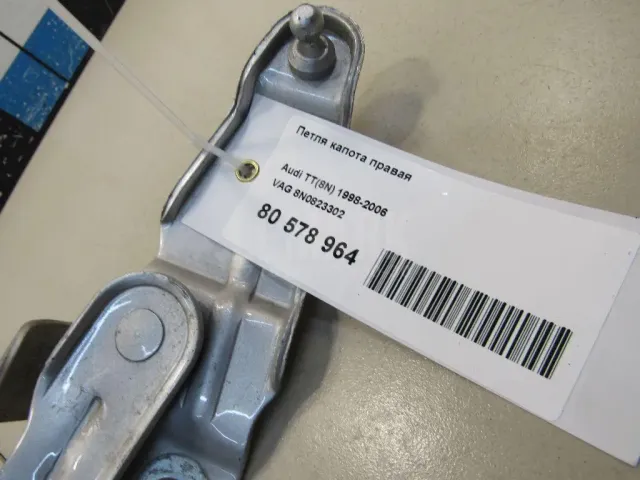 Петля капота правая
Audi TT(8N) 1998-2006
VAG 8N0823302
80 578 964